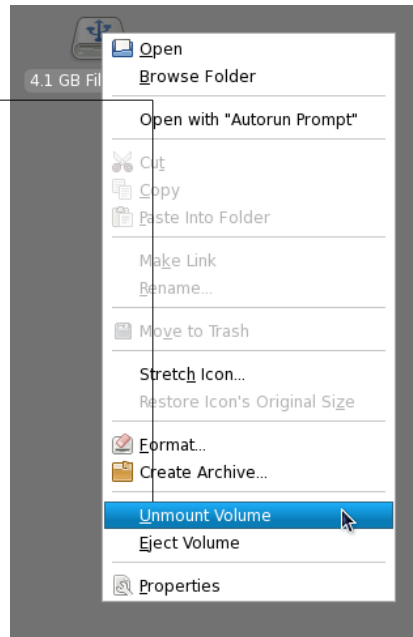 4.1 GB Fil
Open
Browse Folder
Open with "Autorun Prompt"
Cut
Copy
Paste Into Folder
Make Link
Rename...
Move to Trash
Stretch Icon...
Restore Icon's Original Size
Format...
Create Archive...
Unmount Volume
Eject Volume
Properties